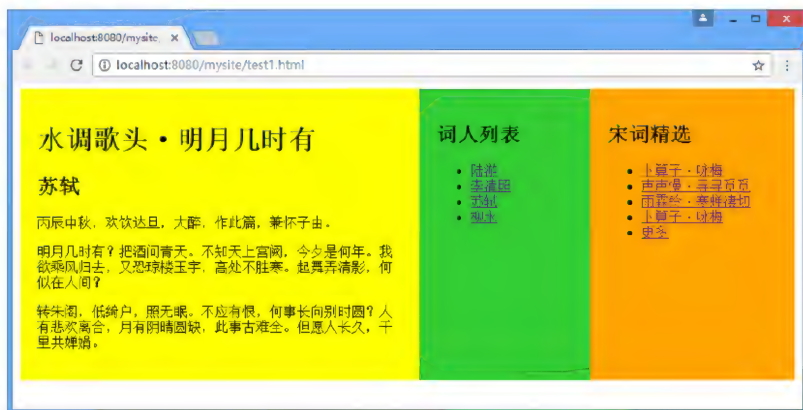 localhost:8080/mysite
localhost:8080/mysite/test1.html
水调歌头·明月几时有
苏轼
丙辰中秋，欢饮达旦，大醉，作此篇，兼怀子由。
明月几时有？把酒问青天。不知天上宫阙，今夕是何年。我
欲乘风归去，又恐琼楼玉宇，高处不胜寒。起舞弄清影，何
似在人间？
转朱阁，低绮户，照无眠。不应有恨，何事长向别时圆？人
有悲欢离合，月有阴晴圆缺，此事古难全。但愿人长久，千
里共婵娟。
词人列表
陆游
李清照
苏轼
柳永
宋词精选
卜算子·咏梅
声声慢·寻寻觅觅
雨霖铃·寒蝉凄切
卜算子·咏梅
更多